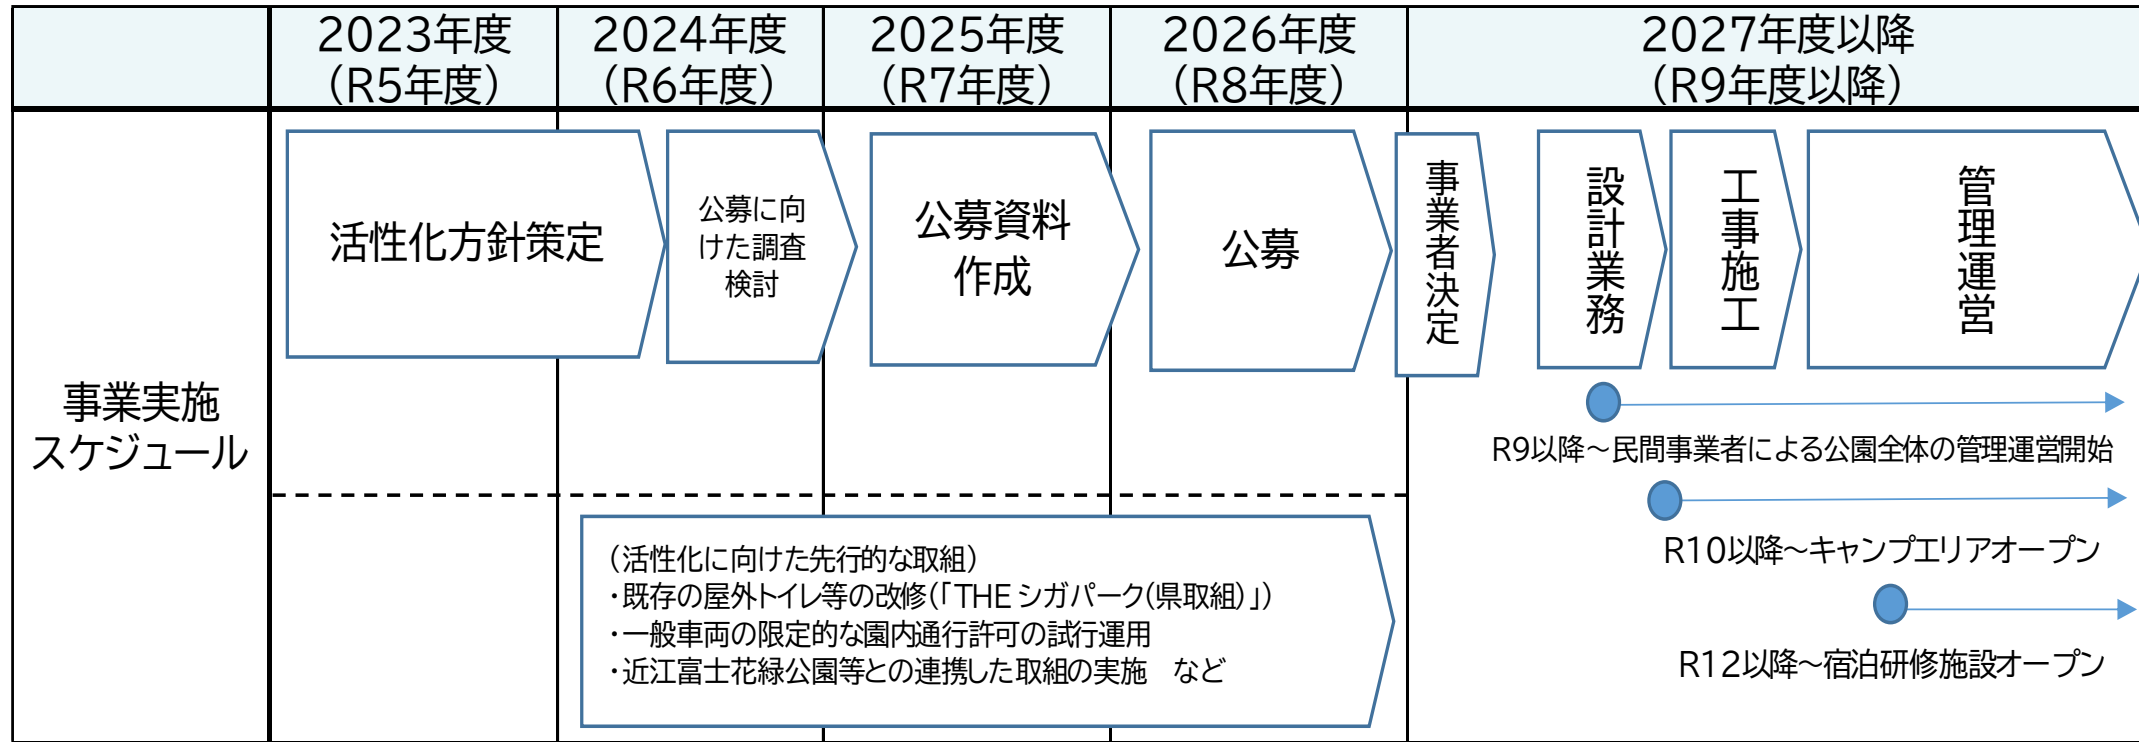 2023年度
（R5年度）
2024年度
（R6年度）
2025年度
（R7年度）
2026年度
（R8年度）
2027年度以降
（R9年度以降）
事業実施
スケジュール
活性化方針策定
公募に向
けた調査
検討
公募資料
作成
公募
事業者決定
設計業務
工事施工
管理運営
R9以降～民間事業者による公園全体の管理運営開始
R10以降～キャンプエリアオープン
R12以降～宿泊研修施設オープン
（活性化に向けた先行的な取組）
・既存の屋外トイレ等の改修(「THE シガパーク(県取組)」)
・一般車両の限定的な園内通行許可の試行運用
・近江富士花緑公園等との連携した取組の実施　など